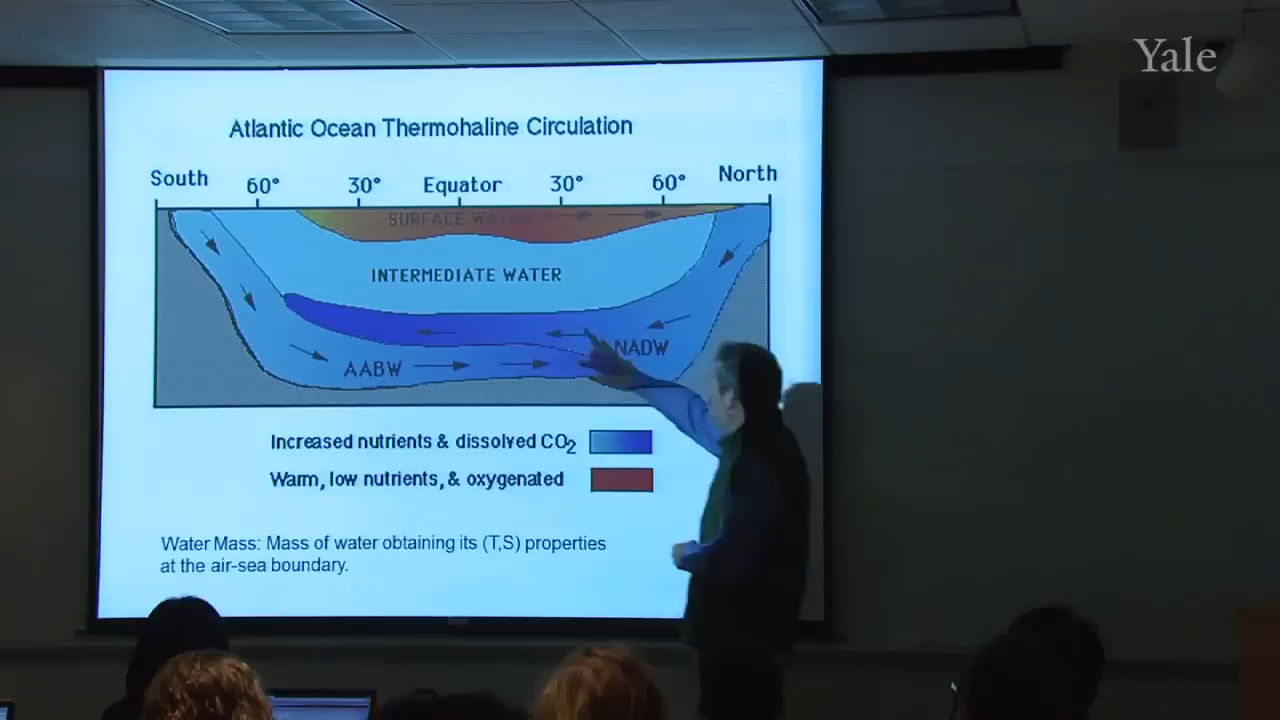 Yale
Atlantic Ocean Thermohaline Circulation
South 60° 30° Equator 30° 60° North
SURFACE WATER
INTERMEDIATE WATER
NADW
AABW
Increased nutrients & dissolved CO2
Warm, low nutrients, & oxygenated
Water Mass: Mass of water obtaining its (T,S) properties
at the air-sea boundary.